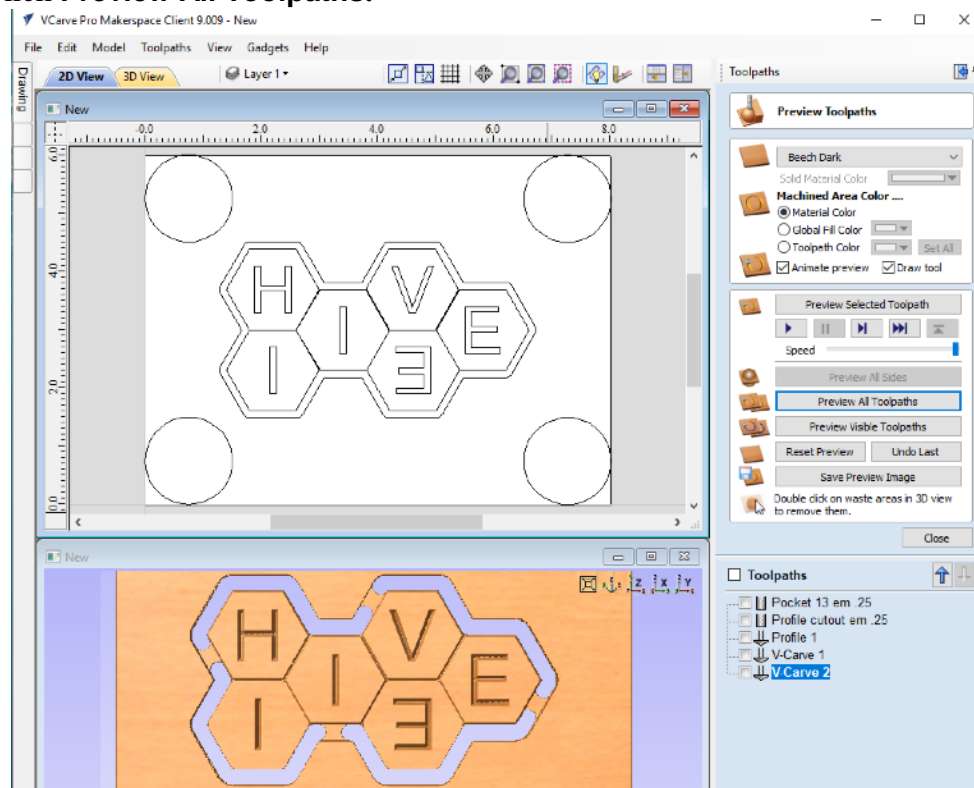 VCarve Pro Makerspace Client 9.009 - New
File Edit Model Toolpaths View Gadgets Help
Drawing
2D View 3D View Layer 1
New
-0.0 2.0 4.0 6.0 8.0
6.0
4.0
2.0
0.0
H V
I E
I 3
New
H V
I E
I 3
Toolpaths
Preview Toolpaths
Beech Dark
Solid Material Color
Machined Area Color ....
Material Color
Global Fill Color
Toolpath Color Set All
Animate preview Draw tool
Preview Selected Toolpath
Speed
Preview All Sides
Preview All Toolpaths
Preview Visible Toolpaths
Reset Preview Undo Last
Save Preview Image
Double click on waste areas in 3D view
to remove them.
Close
Toolpaths
Pocket 13 em .25
Profile cutout em .25
Profile 1
V-Carve 1
V-Carve 2